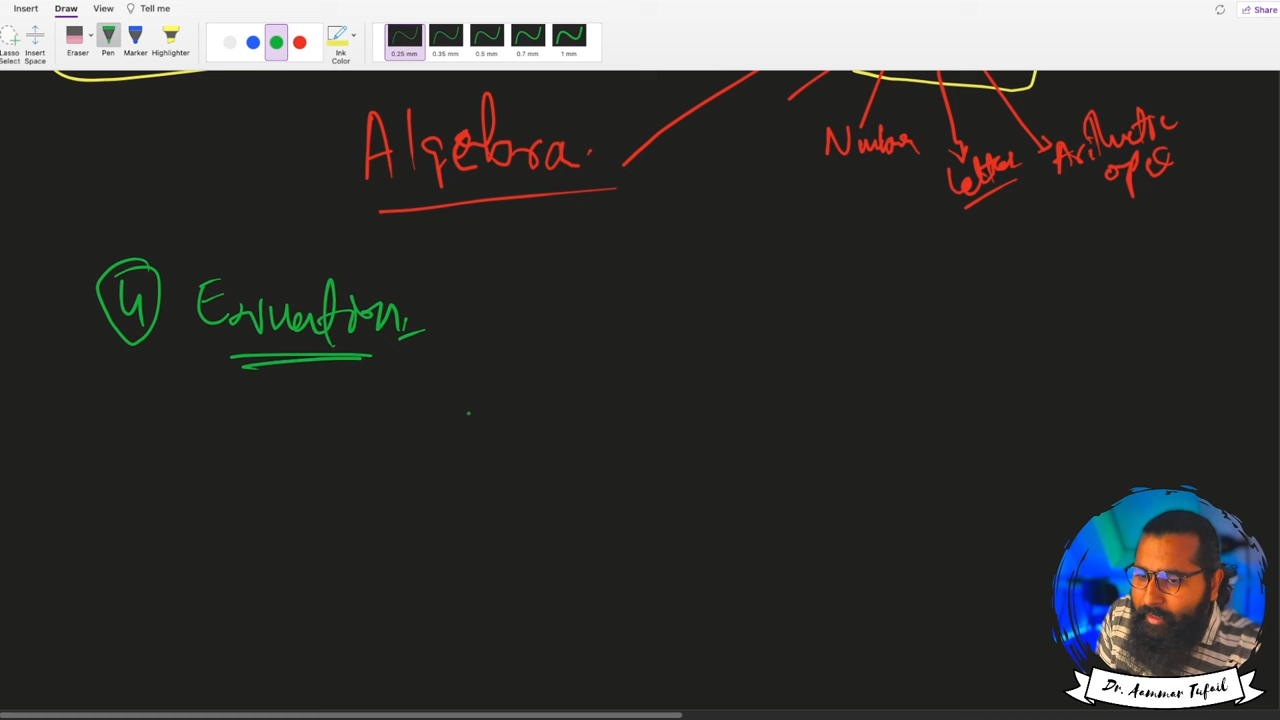 Insert Draw View Tell me
Share
Lasso Select
Insert Space
Eraser
Pen
Marker
Highlighter
Ink Color
0.25 mm
0.35 mm
0.5 mm
0.7 mm
1 mm
Algebra.
Number
letter
Arithmetic
4
Dr. Aammar Tufail